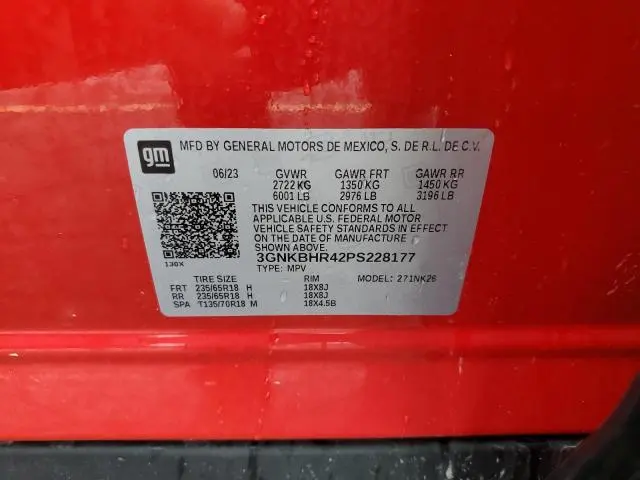 gm MFD BY GENERAL MOTORS DE MEXICO, S. DE R.L. DE C.V.
06/23 GVWR GAWR FRT GAWR RR
2722 KG 1350 KG 1450 KG
6001 LB 2976 LB 3196 LB
THIS VEHICLE CONFORMS TO ALL
APPLICABLE U.S. FEDERAL MOTOR
VEHICLE SAFETY STANDARDS IN EFFECT
ON THE DATE OF MANUFACTURE SHOWN ABOVE.
3GNKBHR42PS228177
130X TYPE: MPV
TIRE SIZE RIM MODEL: 271NK26
FRT 235/65R18 H 18X8J
RR 235/65R18 H 18X8J
SPA T135/70R18 M 18X4.5B